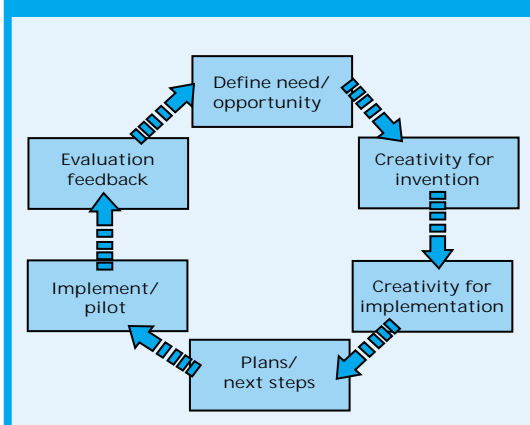 Define need/
opportunity
Creativity for
invention
Creativity for
implementation
Plans/
next steps
Implement/
pilot
Evaluation
feedback